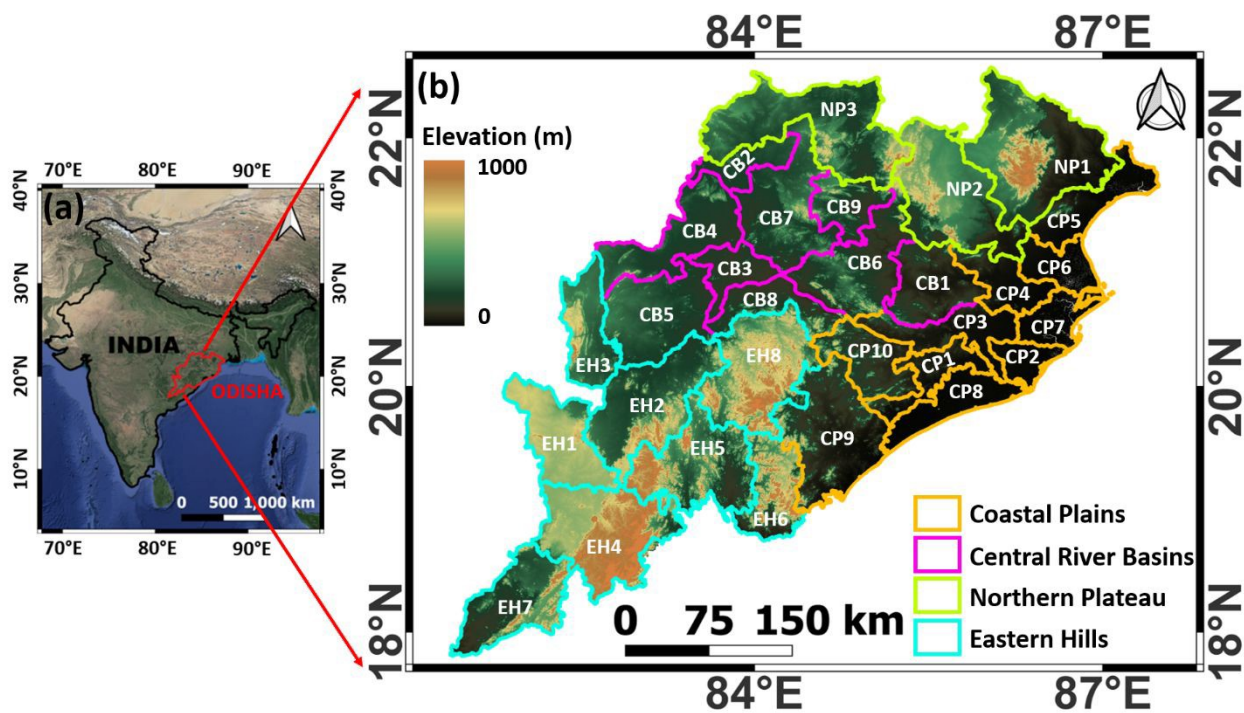 (a)
70°E 80°E 90°E
40°N
30°N
20°N
10°N
40°N
30°N
20°N
10°N
INDIA
ODISHA
0 500 1,000 km
70°E 80°E 90°E
84°E 87°E
22°N
20°N
18°N
22°N
20°N
18°N
(b)
Elevation (m)
1000
0
NP3
CB2
NP1
NP2
CB9
CB4
CB7
CP5
CB3
CB6
CP6
CB1
CP4
CB5
CB8
CP3
CP7
EH3
EH8
CP10
CP1
CP2
CP8
EH2
EH1
EH5
CP9
EH6
EH4
EH7
Coastal Plains
Central River Basins
Northern Plateau
Eastern Hills
0 75 150 km
84°E 87°E